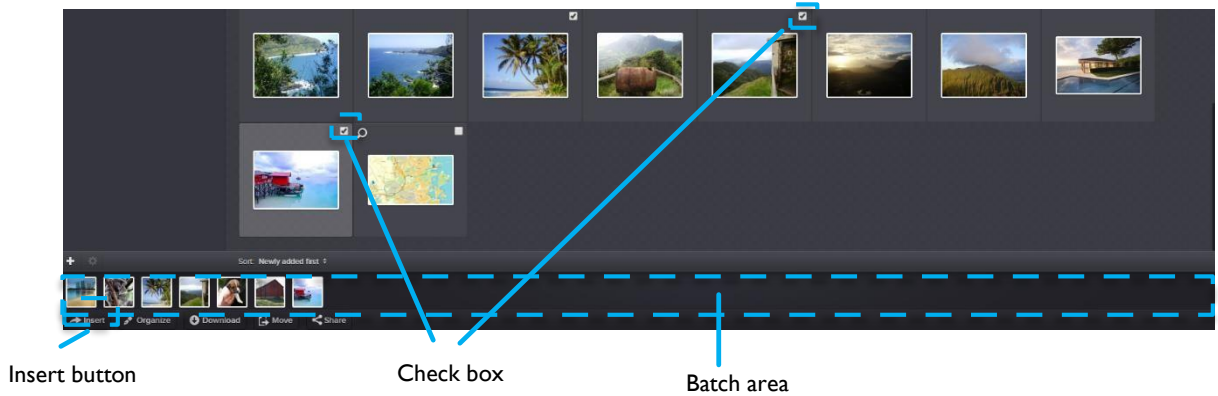 Sort: Newly added first
Insert Organize Download Move Share
Insert button
Check box
Batch area